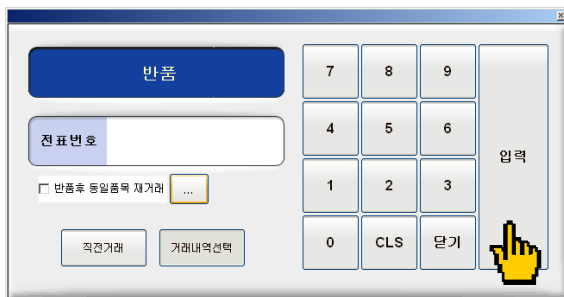 반품
전표번호
반품후 동일품목 재거래 ...
직전거래 거래내역선택
7 8 9
4 5 6
1 2 3
0 CLS 닫기
입력